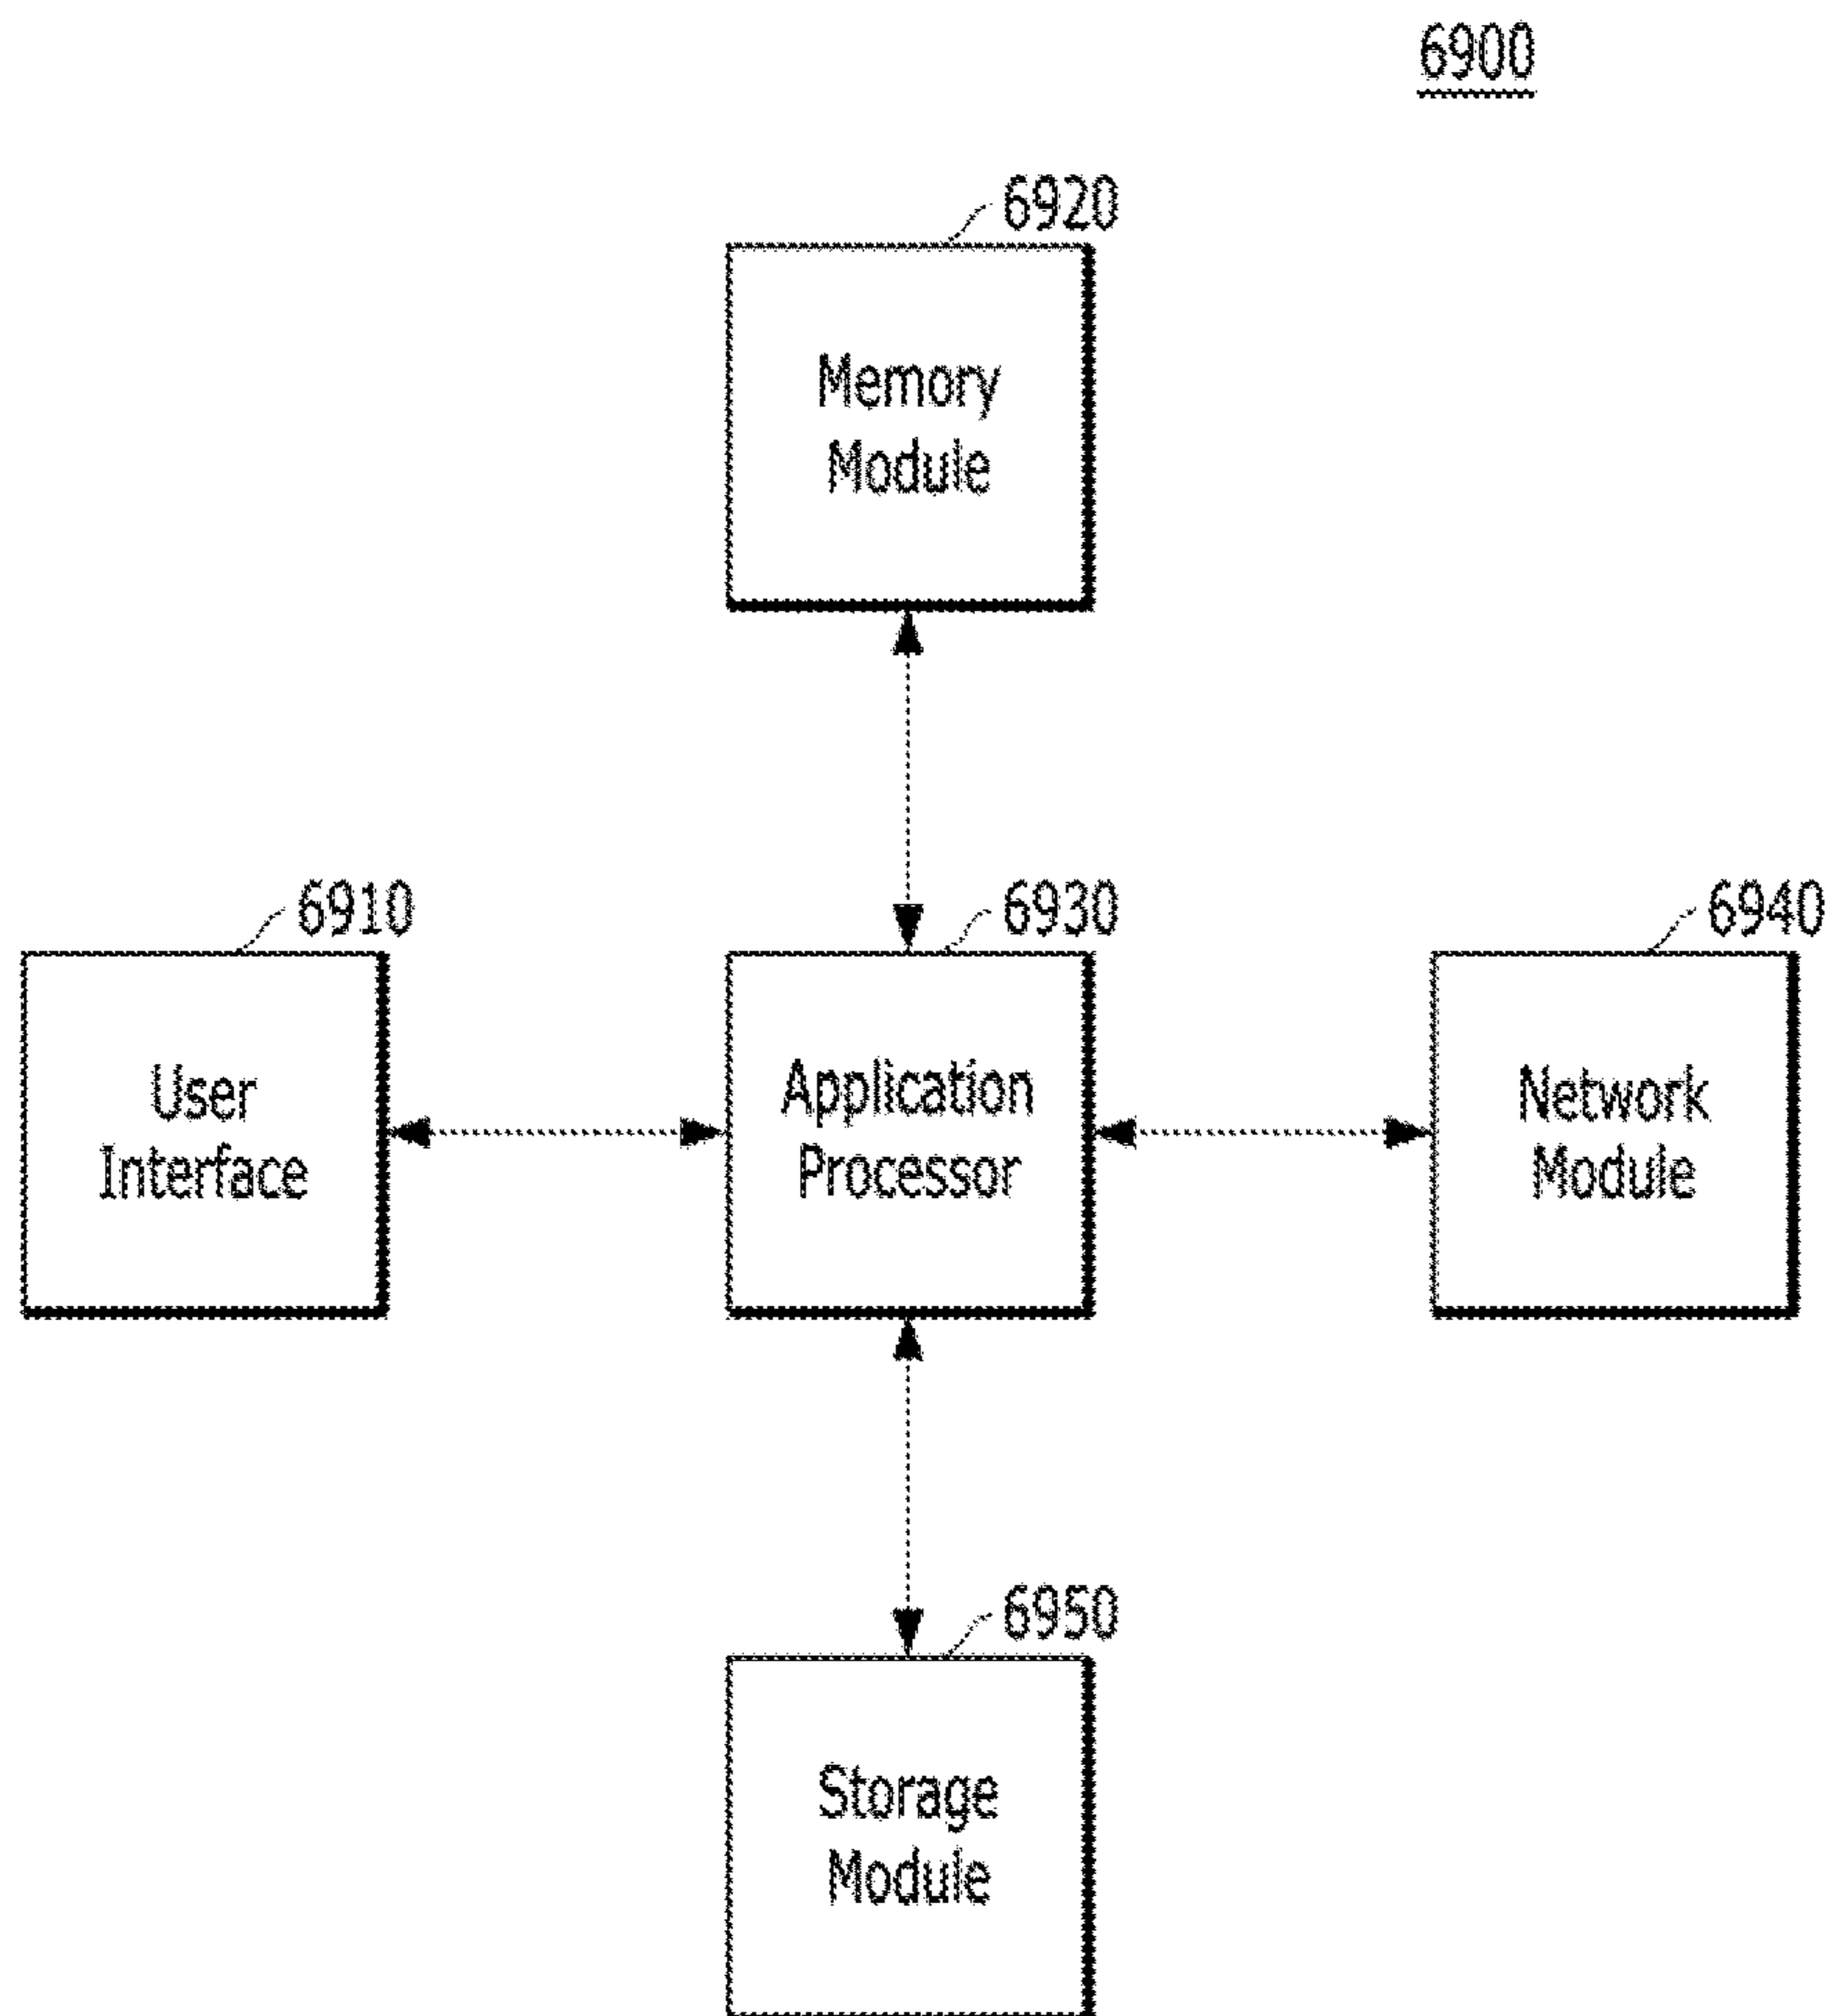 6900
6920
Memory
Module
6910
User
Interface
6930
Application
Processor
6940
Network
Module
6950
Storage
Module